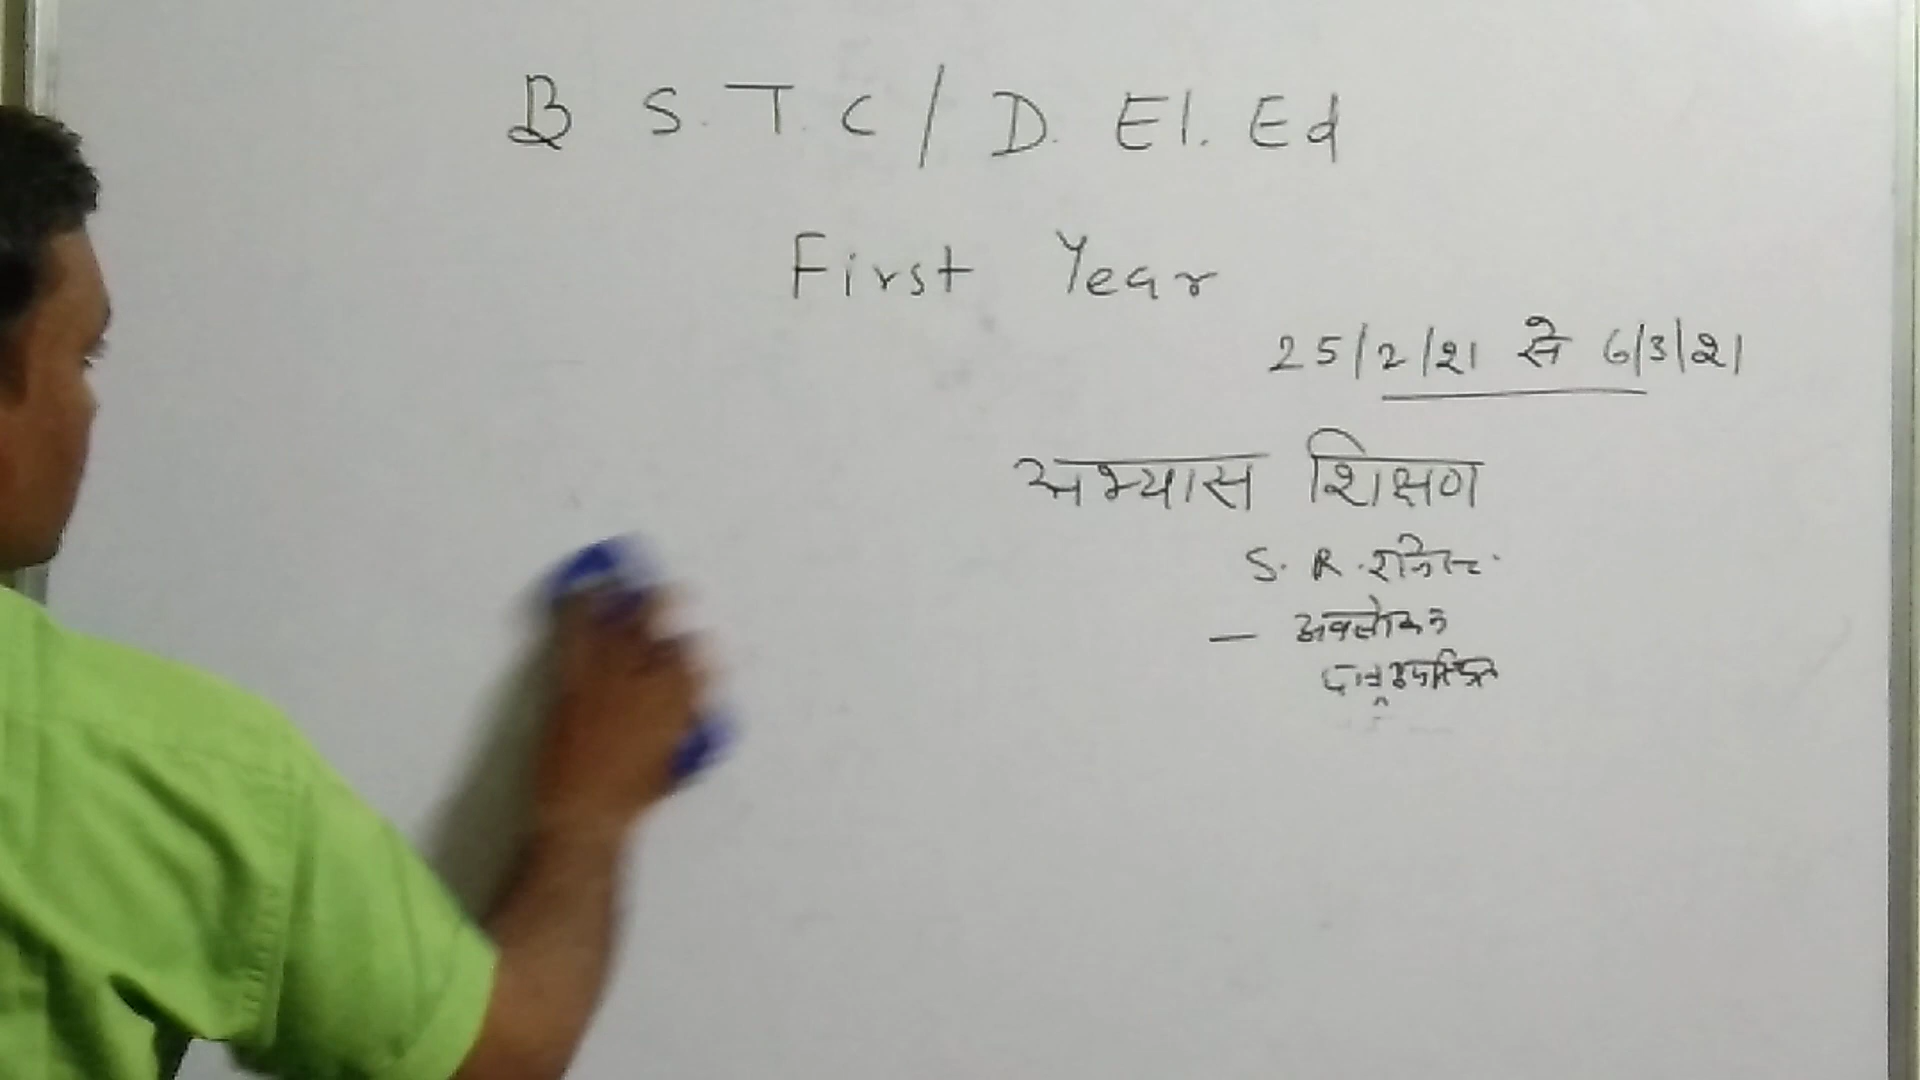 B S.T.C/D.El.Ed
First Year
25/2/21 से 6/3/21
अभ्यास शिक्षण
S.R.
— अवलोकन